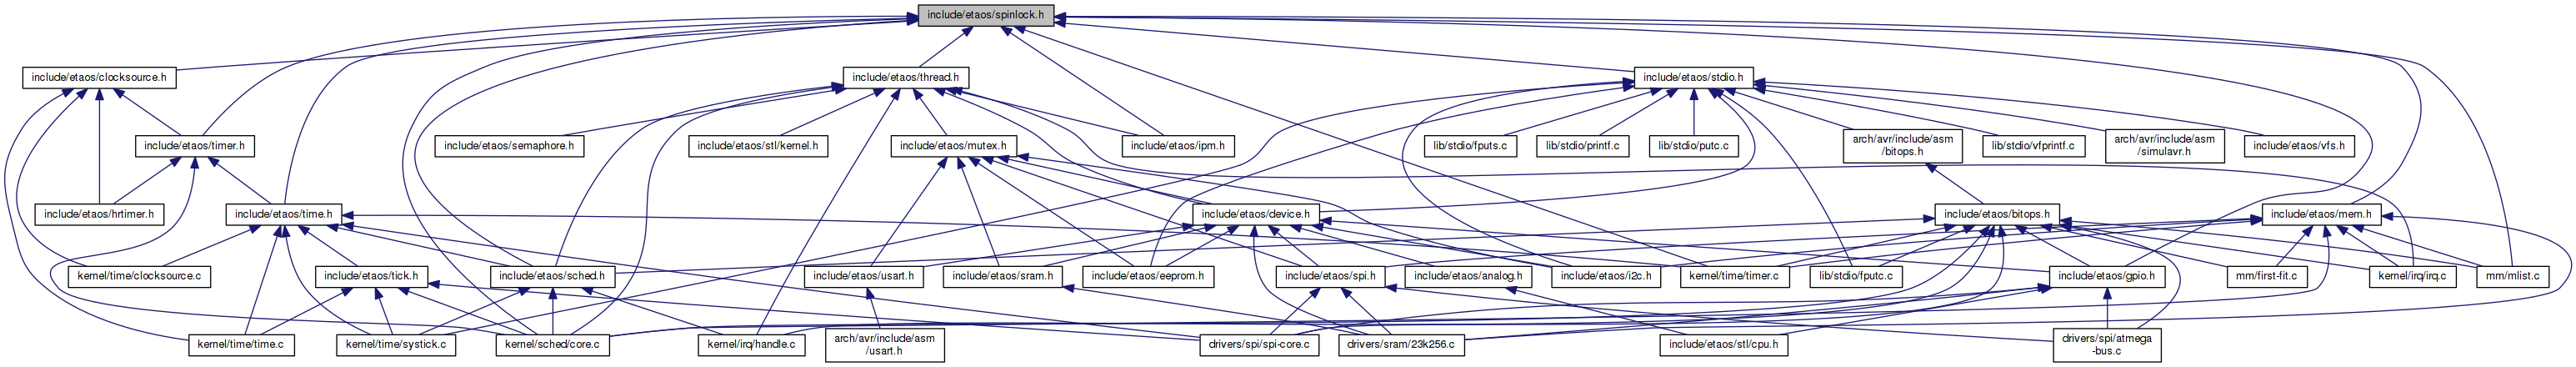 include/etaos/spinlock.h
include/etaos/clocksource.h
include/etaos/thread.h
include/etaos/stdio.h
include/etaos/timer.h
include/etaos/semaphore.h
include/etaos/stl/kernel.h
include/etaos/mutex.h
include/etaos/ipm.h
lib/stdio/fputs.c
lib/stdio/printf.c
lib/stdio/putc.c
arch/avr/include/asm
/bitops.h
lib/stdio/vfprintf.c
arch/avr/include/asm
/simulavr.h
include/etaos/vfs.h
include/etaos/hrtimer.h
include/etaos/time.h
include/etaos/device.h
include/etaos/bitops.h
include/etaos/mem.h
kernel/time/clocksource.c
include/etaos/tick.h
include/etaos/sched.h
include/etaos/usart.h
include/etaos/sram.h
include/etaos/eeprom.h
include/etaos/spi.h
include/etaos/analog.h
include/etaos/i2c.h
kernel/time/timer.c
lib/stdio/fputc.c
include/etaos/gpio.h
mm/first-fit.c
kernel/irq/irq.c
mm/mlist.c
kernel/time/time.c
kernel/time/systick.c
kernel/sched/core.c
kernel/irq/handle.c
arch/avr/include/asm
/usart.h
drivers/spi/spi-core.c
drivers/sram/23k256.c
include/etaos/stl/cpu.h
drivers/spi/atmega
-bus.c